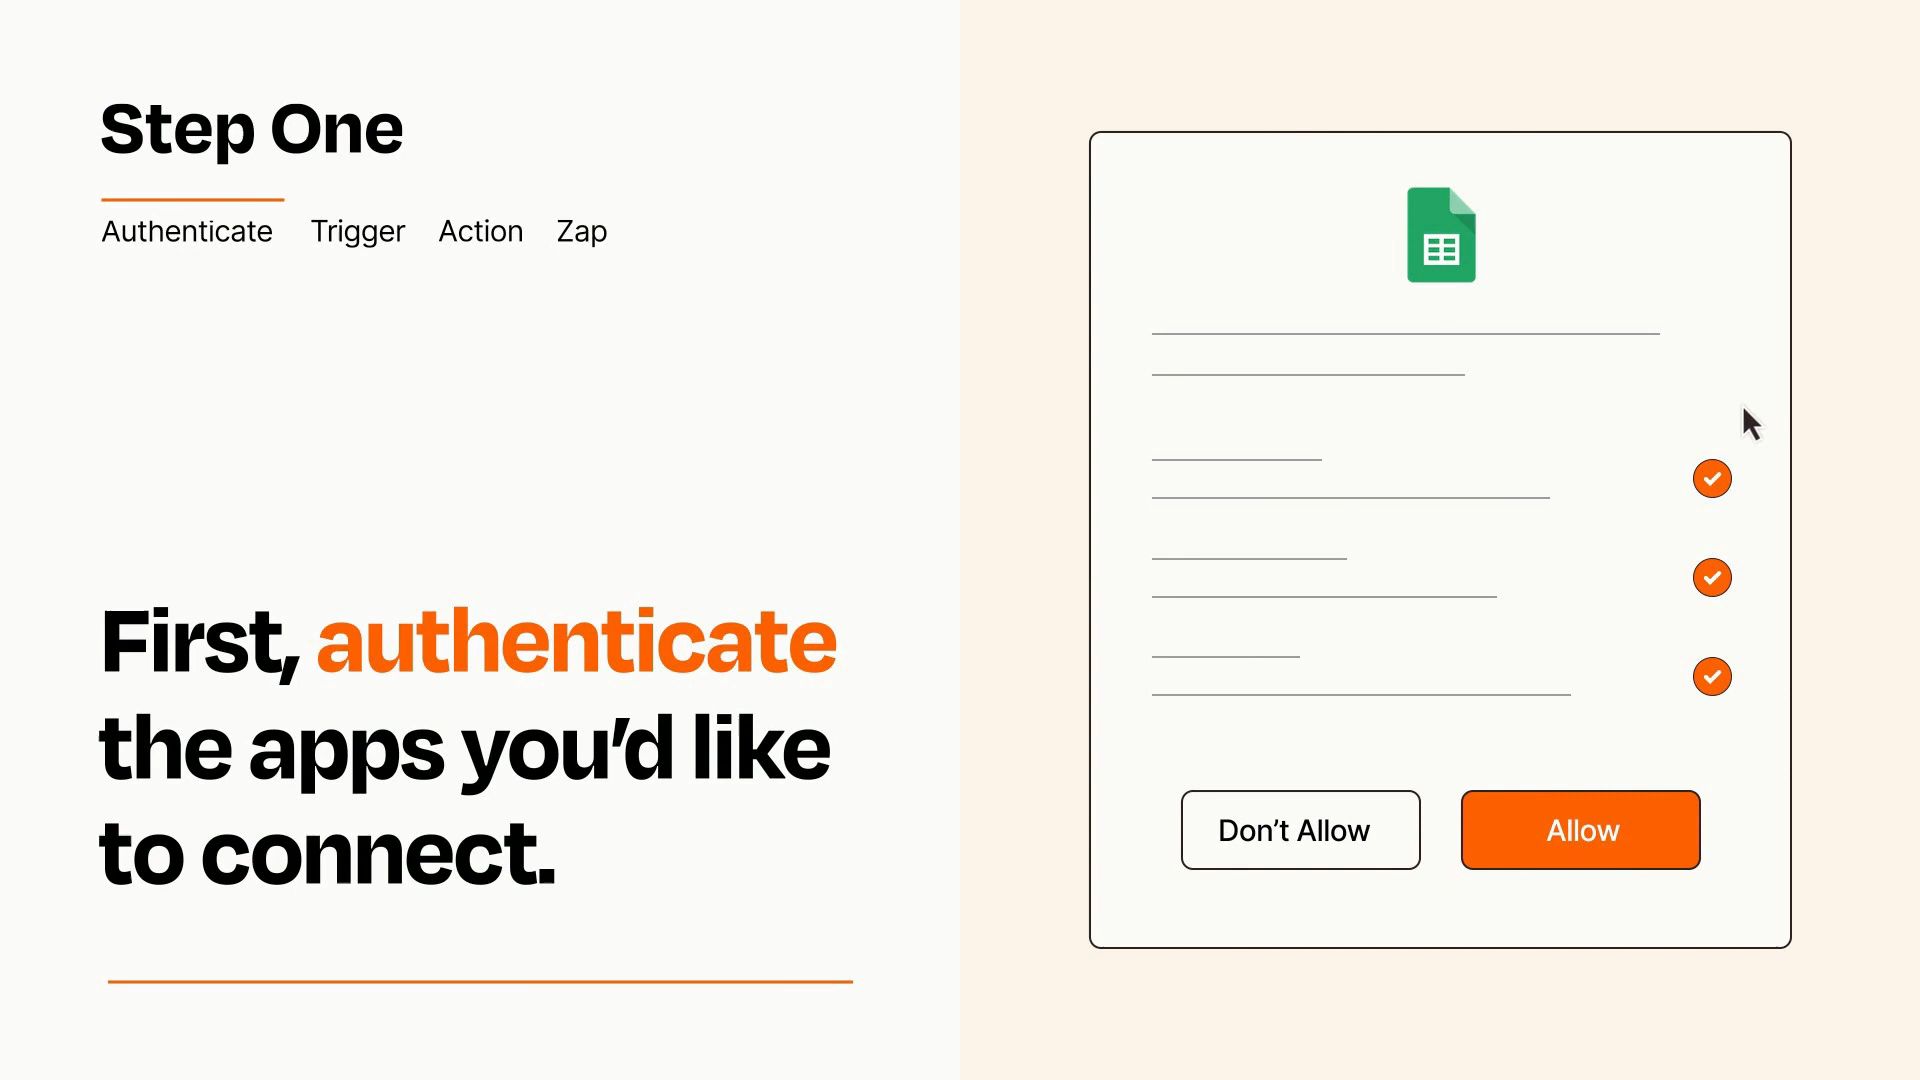 Step One
Authenticate Trigger Action Zap
First, authenticate
the apps you’d like
to connect.
Don’t Allow
Allow